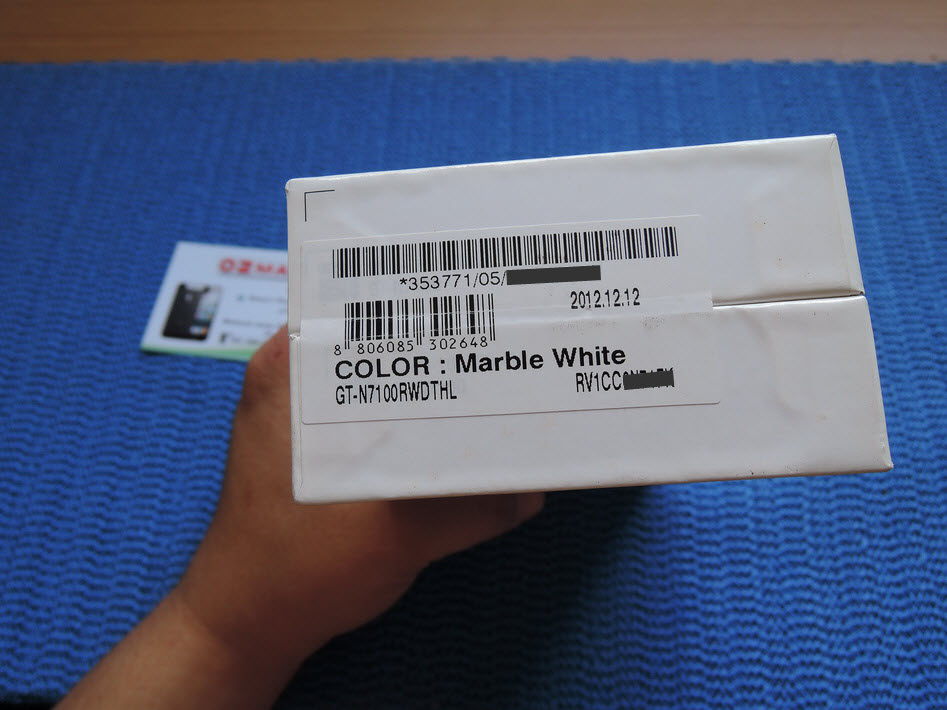 *353771/05/
2012.12.12
8 806085 302648
COLOR : Marble White
GT-N7100RWDTHL
RV1CC